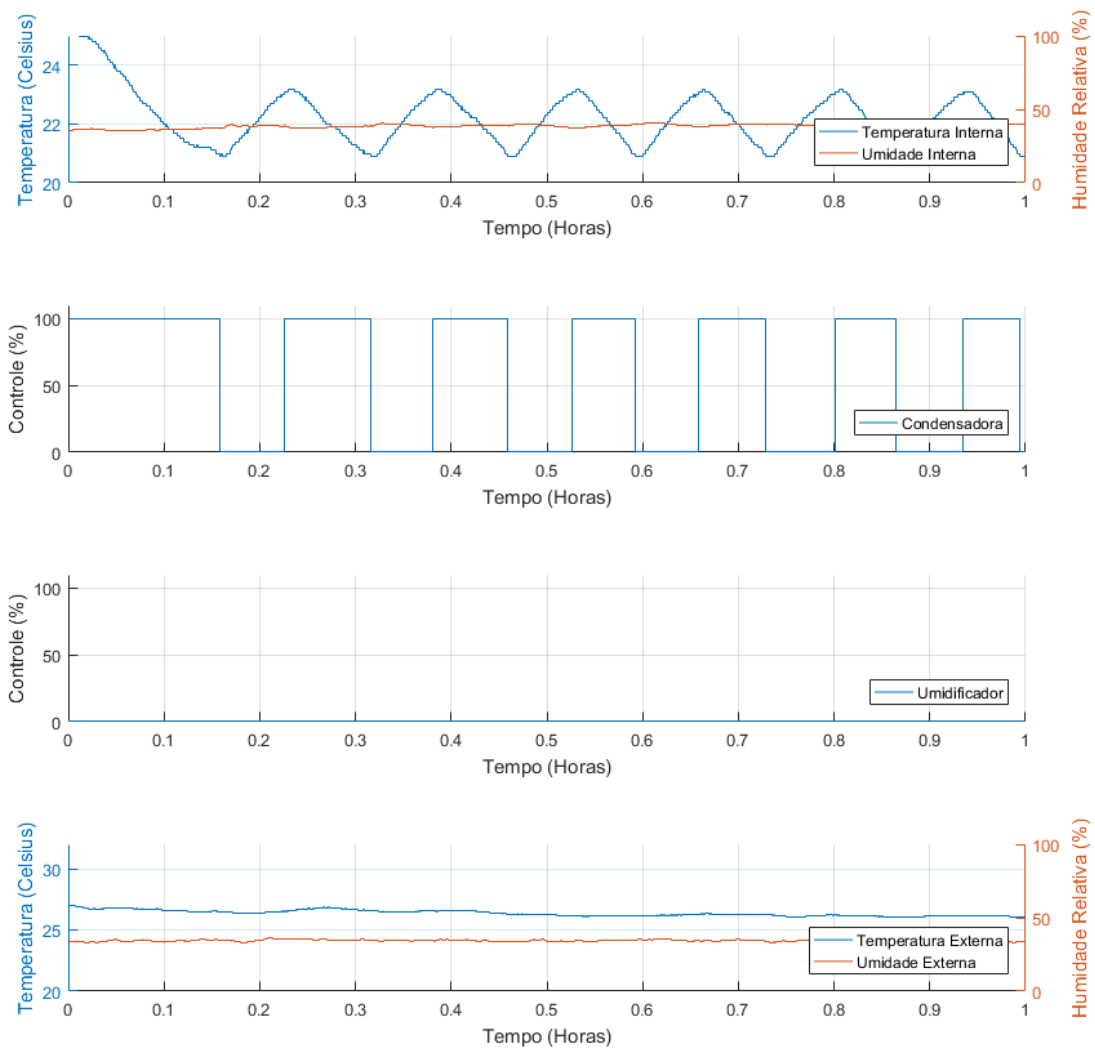 Temperatura (Celsius)
24
22
20
100
50
0
Humidade Relativa (%)
Temperatura Interna
Umidade Interna
0 0.1 0.2 0.3 0.4 0.5 0.6 0.7 0.8 0.9 1
Tempo (Horas)
Controle (%)
100
50
0
Condensadora
0 0.1 0.2 0.3 0.4 0.5 0.6 0.7 0.8 0.9 1
Tempo (Horas)
Controle (%)
100
50
0
Umidificador
0 0.1 0.2 0.3 0.4 0.5 0.6 0.7 0.8 0.9 1
Tempo (Horas)
Temperatura (Celsius)
30
25
20
100
50
0
Humidade Relativa (%)
Temperatura Externa
Umidade Externa
0 0.1 0.2 0.3 0.4 0.5 0.6 0.7 0.8 0.9 1
Tempo (Horas)